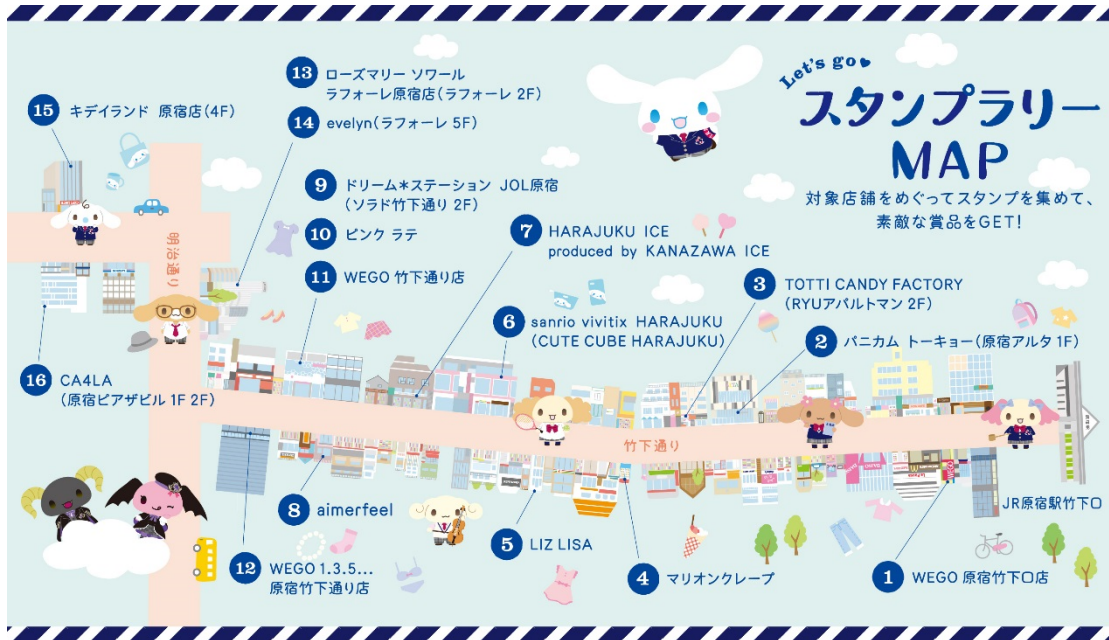 Let's go
スタンプラリー
MAP
対象店舗をめぐってスタンプを集めて、
素敵な賞品をGET!
13 ローズマリー ソワール
ラフォーレ原宿店(ラフォーレ 2F)
15 キデイランド 原宿店(4F)
14 evelyn(ラフォーレ 5F)
9 ドリーム*ステーション JOL原宿
(ソラド竹下通り 2F)
10 ピンク ラテ
11 WEGO 竹下通り店
7 HARAJUKU ICE
produced by KANAZAWA ICE
3 TOTTI CANDY FACTORY
(RYUアパルトマン 2F)
6 sanrio vivitix HARAJUKU
(CUTE CUBE HARAJUKU)
2 パニカム トーキョー(原宿アルタ 1F)
明治通り
16 CA4LA
(原宿ピアザビル 1F 2F)
竹下通り
JR原宿駅竹下口
8 aimerfeel
5 LIZ LISA
12 WEGO 1.3.5...
原宿竹下通り店
4 マリオンクレープ
1 WEGO 原宿竹下口店